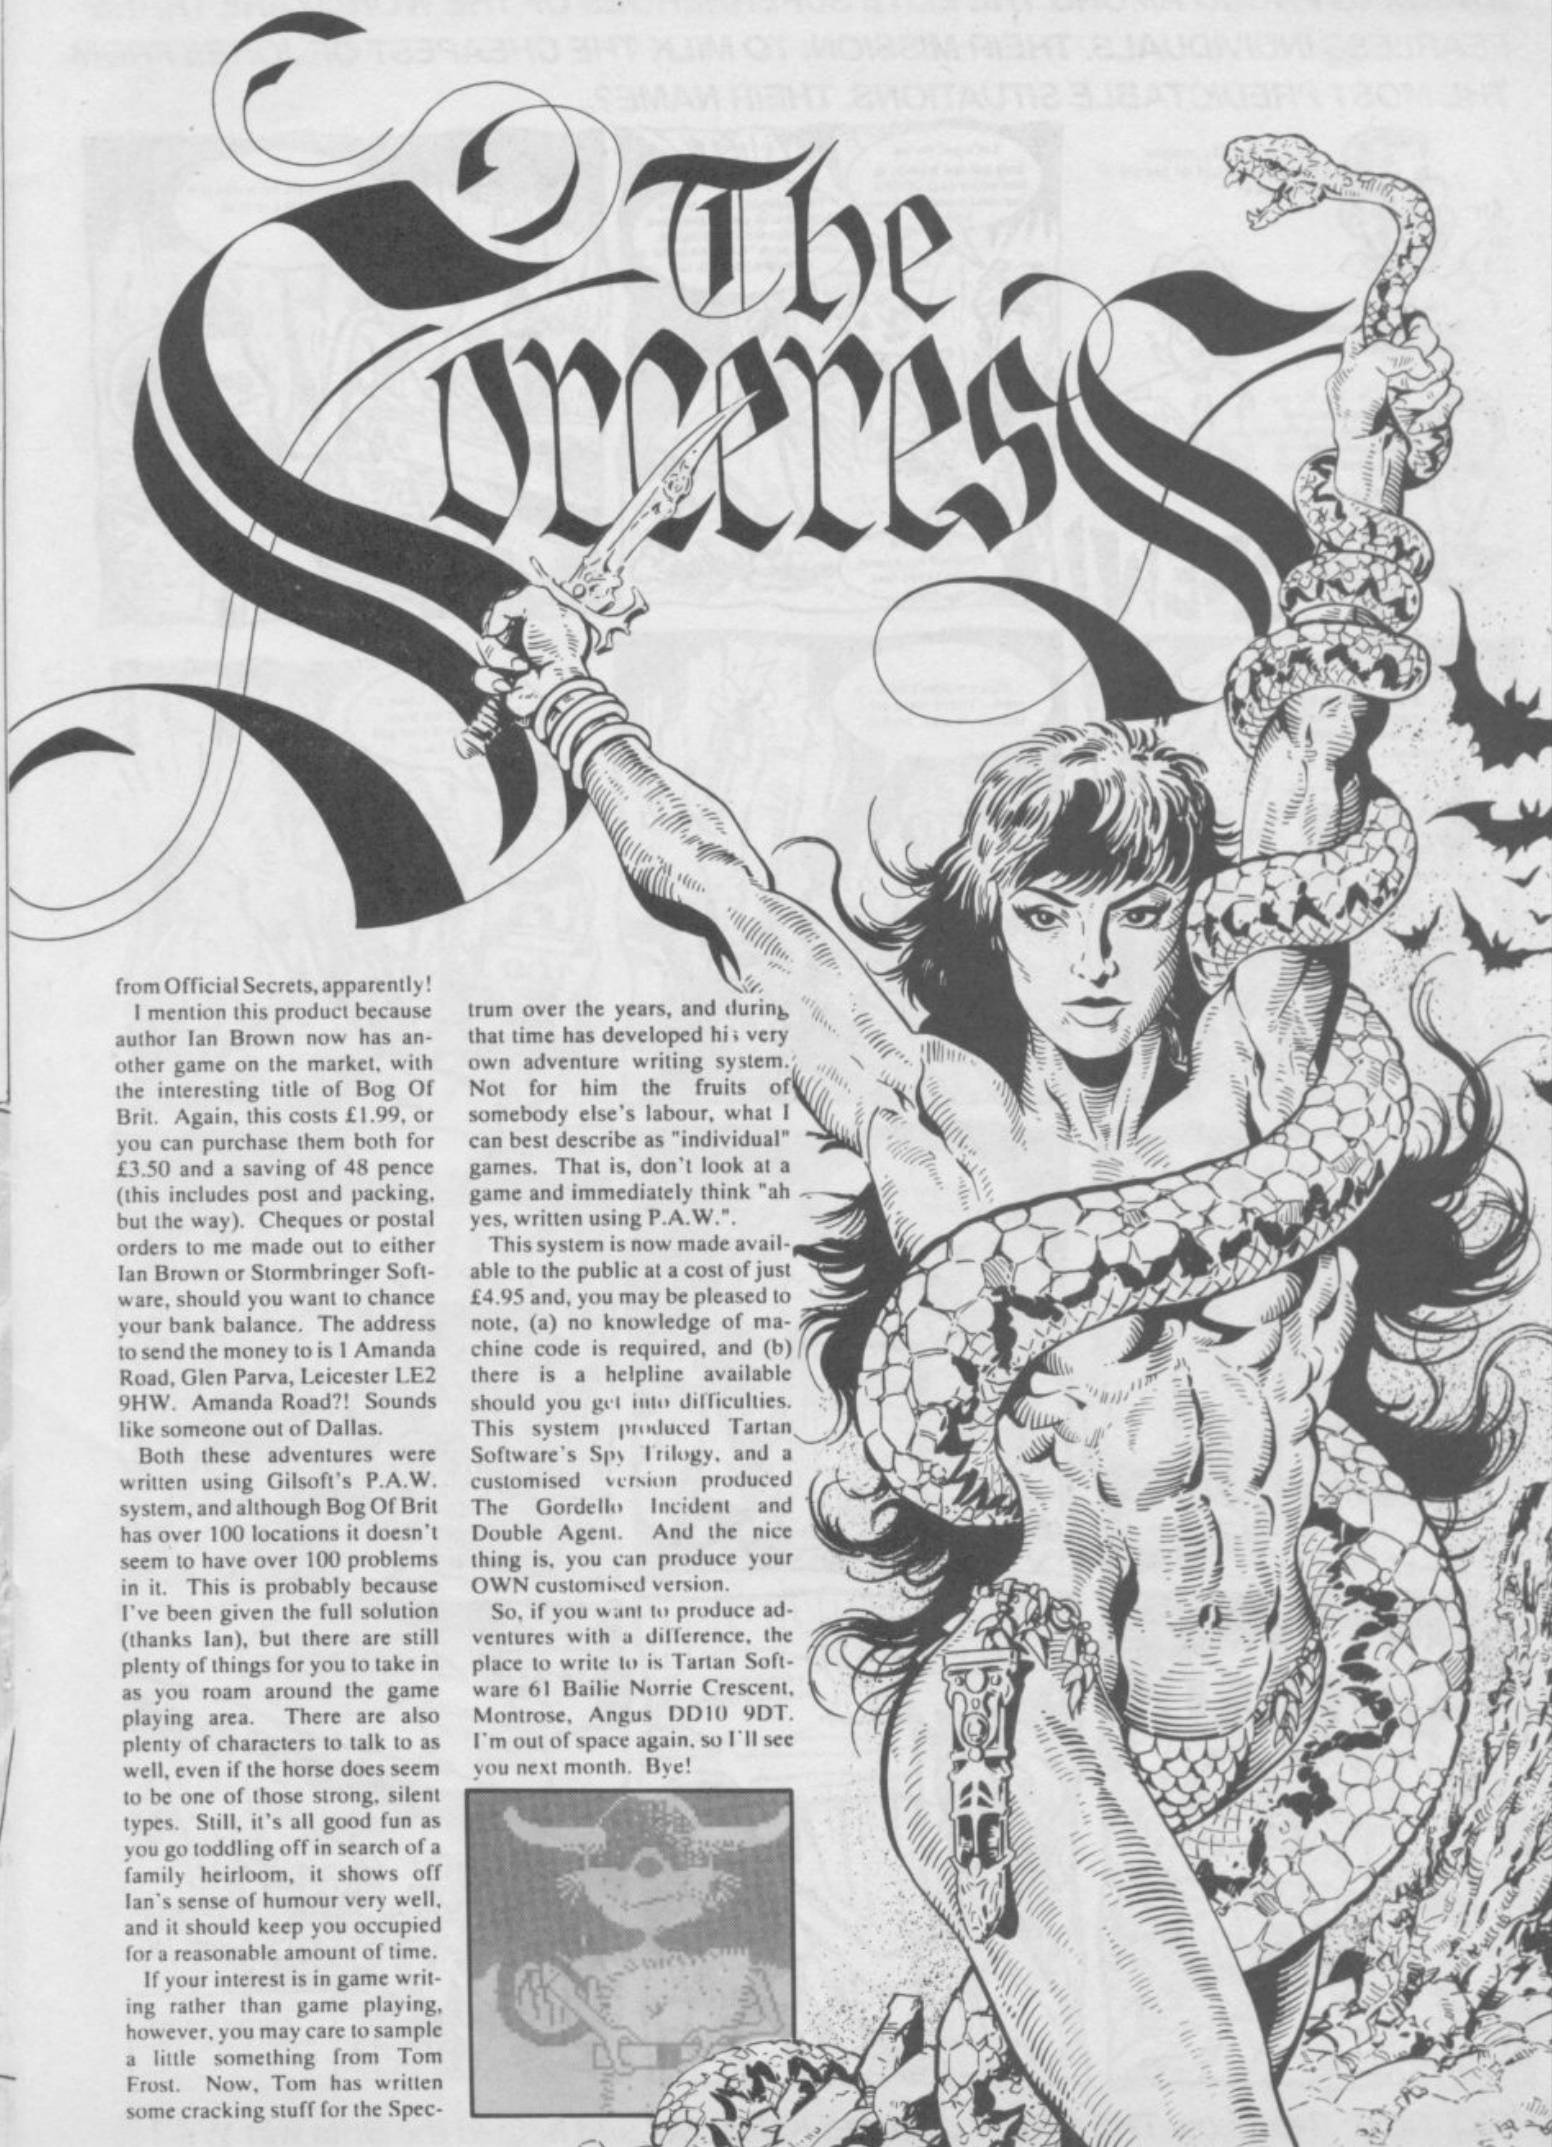 The
Sorceress
from Official Secrets, apparently!
I mention this product because
author Ian Brown now has an-
other game on the market, with
the interesting title of Bog Of
Brit. Again, this costs £1.99, or
you can purchase them both for
£3.50 and a saving of 48 pence
(this includes post and packing,
but the way). Cheques or postal
orders to me made out to either
Ian Brown or Stormbringer Soft-
ware, should you want to chance
your bank balance. The address
to send the money to is 1 Amanda
Road, Glen Parva, Leicester LE2
9HW. Amanda Road?! Sounds
like someone out of Dallas.
Both these adventures were
written using Gilsoft's P.A.W.
system, and although Bog Of Brit
has over 100 locations it doesn't
seem to have over 100 problems
in it. This is probably because
I've been given the full solution
(thanks Ian), but there are still
plenty of things for you to take in
as you roam around the game
playing area. There are also
plenty of characters to talk to as
well, even if the horse does seem
to be one of those strong, silent
types. Still, it's all good fun as
you go toddling off in search of a
family heirloom, it shows off
Ian's sense of humour very well,
and it should keep you occupied
for a reasonable amount of time.
If your interest is in game writ-
ing rather than game playing,
however, you may care to sample
a little something from Tom
Frost. Now, Tom has written
some cracking stuff for the Spec-
trum over the years, and during
that time has developed his very
own adventure writing system.
Not for him the fruits of
somebody else's labour, what I
can best describe as "individual"
games. That is, don't look at a
game and immediately think "ah
yes, written using P.A.W.".
This system is now made avail-
able to the public at a cost of just
£4.95 and, you may be pleased to
note, (a) no knowledge of ma-
chine code is required, and (b)
there is a helpline available
should you get into difficulties.
This system produced Tartan
Software's Spy Trilogy, and a
customised version produced
The Gordello Incident and
Double Agent. And the nice
thing is, you can produce your
OWN customised version.
So, if you want to produce ad-
ventures with a difference, the
place to write to is Tartan Soft-
ware 61 Bailie Norrie Crescent,
Montrose, Angus DD10 9DT.
I'm out of space again, so I'll see
you next month. Bye!